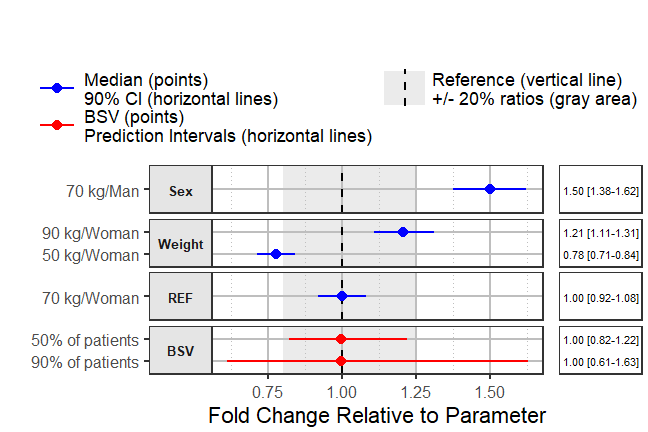 Median (points)
90% CI (horizontal lines)
BSV (points)
Prediction Intervals (horizontal lines)
Reference (vertical line)
+/- 20% ratios (gray area)
70 kg/Man
Sex
1.50 [1.38-1.62]
90 kg/Woman
50 kg/Woman
Weight
1.21 [1.11-1.31]
0.78 [0.71-0.84]
70 kg/Woman
REF
1.00 [0.92-1.08]
50% of patients
90% of patients
BSV
1.00 [0.82-1.22]
1.00 [0.61-1.63]
0.75 1.00 1.25 1.50
Fold Change Relative to Parameter